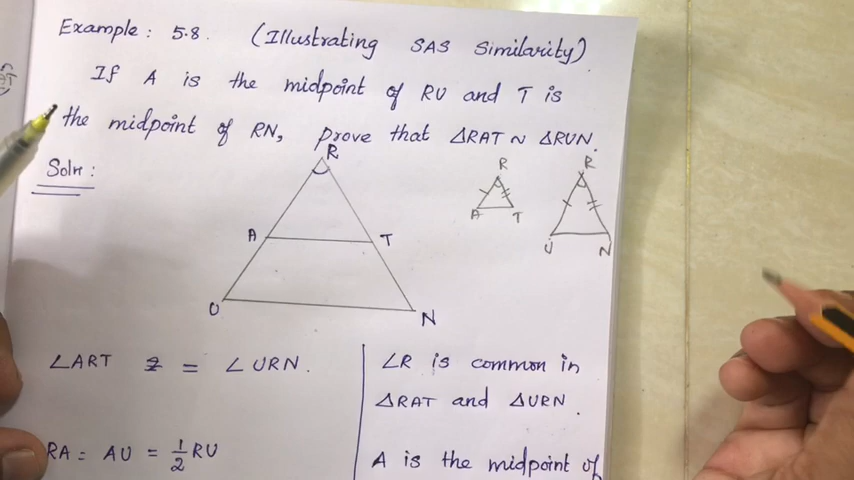 Example: 5.8. (Illustrating SAS Similarity)
If A is the midpoint of RU and T is
the midpoint of RN, prove that ΔRAT ~ ΔRUN.
Soln:
R
A T
U N
R
A T
R
U N
∠ART = ∠URN.
RA = AU = 1/2 RU
∠R is common in
ΔRAT and ΔURN.
A is the midpoint of